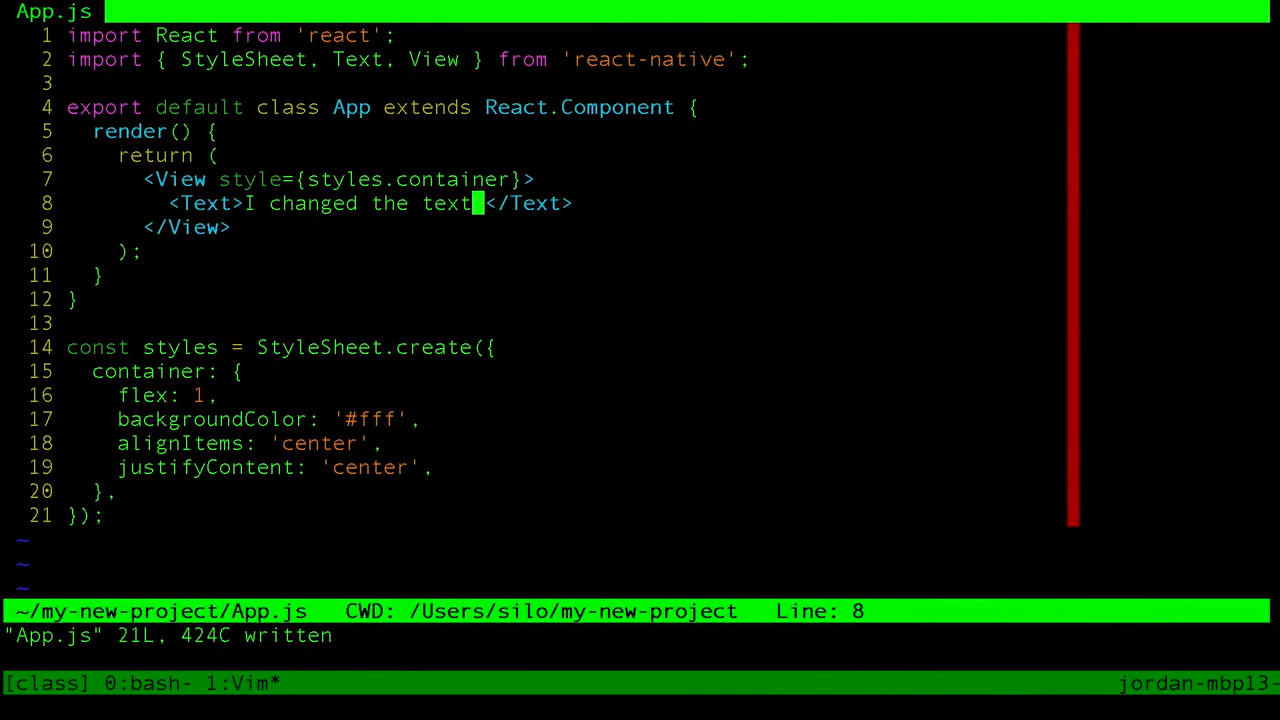 App.js
1 import React from 'react';
2 import { StyleSheet, Text, View } from 'react-native';
3
4 export default class App extends React.Component {
5   render() {
6     return (
7       <View style={styles.container}>
8         <Text>I changed the text </Text>
9       </View>
10     );
11   }
12 }
13
14 const styles = StyleSheet.create({
15   container: {
16     flex: 1,
17     backgroundColor: '#fff',
18     alignItems: 'center',
19     justifyContent: 'center',
20   },
21 });
~
~
~
~/my-new-project/App.js   CWD: /Users/silo/my-new-project   Line: 8
"App.js" 21L, 424C written
[class] 0:bash- 1:Vim* jordan-mbp13-